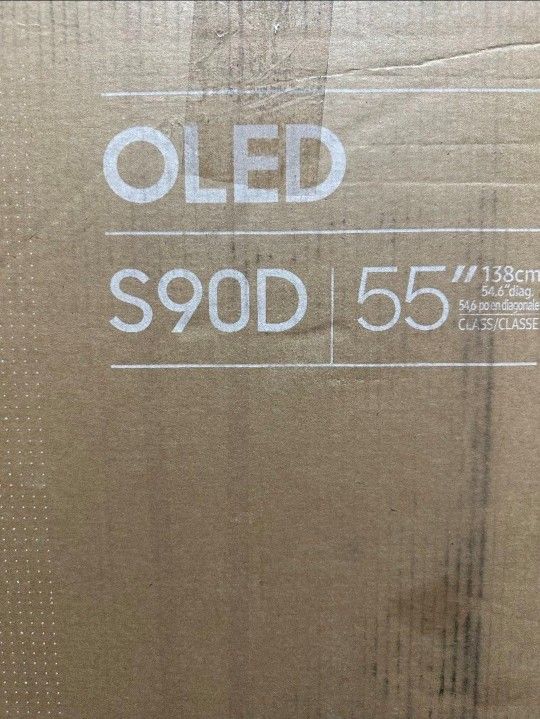 OLED
S90D
55"
138cm
54.6"diag
54,6 po en diagonale
CLASS/CLASSE